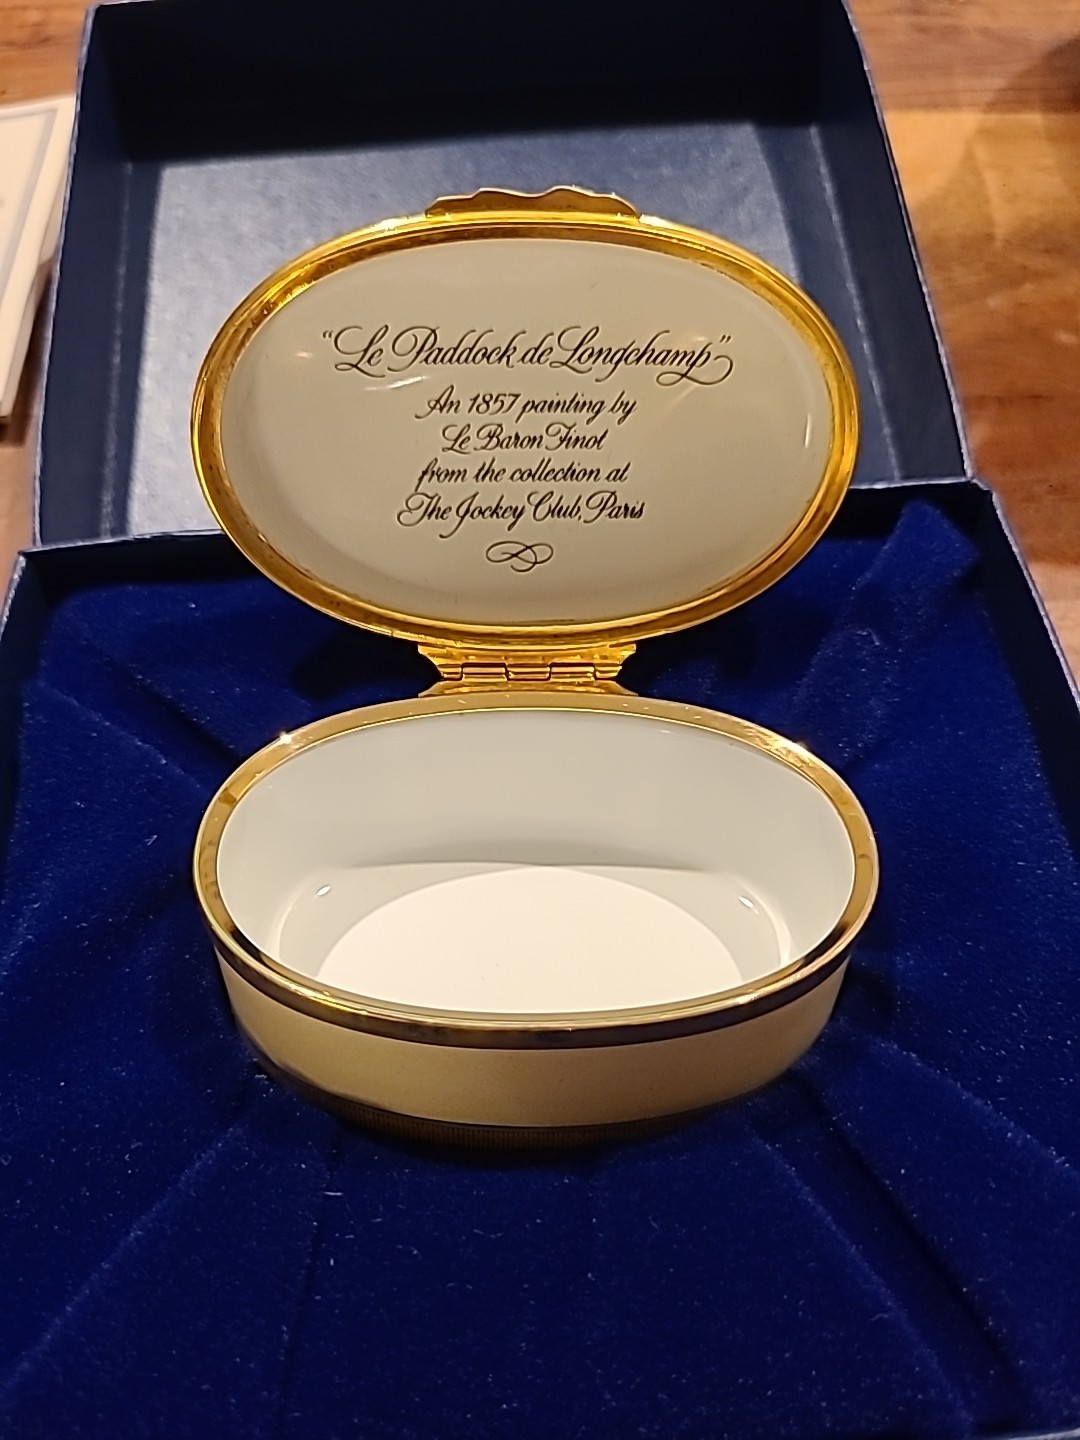 "Le Paddock de Longchamp"
An 1857 painting by
Le Baron Finot
from the collection at
The Jockey Club, Paris